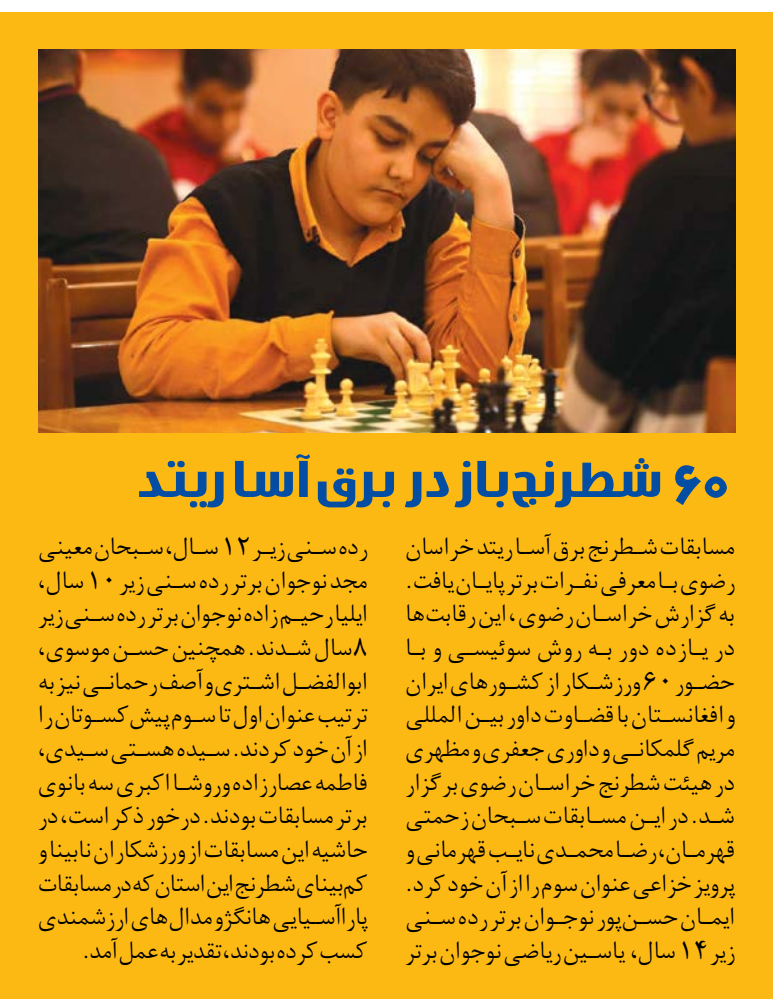 ۶۰ شطرنج‌باز در برق‌آسا ریتد
مسابقات شطرنج برق آسا ریتد خراسان
رضوی با معرفی نفرات برتر پایان یافت.
به گزارش خراسان رضوی، این رقابت‌ها
در یازده دور به روش سوئیسی و با
حضور ۶۰ ورزشکار از کشورهای ایران
و افغانستان با قضاوت داور بین المللی
مریم گلمکانی و داوری جعفری و مظهری
در هیئت شطرنج خراسان رضوی برگزار
شد. در این مسابقات سبحان زحمتی
قهرمان، رضا محمدی نایب قهرمانی و
پرویز خزاعی عنوان سوم را از آن خود کرد.
ایمان حسن‌پور نوجوان برتر رده سنی
زیر ۱۴ سال، یاسین ریاضی نوجوان برتر
رده سنی زیر ۱۲ سال، سبحان معینی
مجد نوجوان برتر رده سنی زیر ۱۰ سال،
ایلیا رحیم زاده نوجوان برتر رده سنی زیر
۸ سال شدند. همچنین حسن موسوی،
ابوالفضل اشتری و آصف رحمانی نیز به
ترتیب عنوان اول تا سوم پیش کسوتان را
از آن خود کردند. سیده هستی سیدی،
فاطمه عصارزاده و روشا اکبری سه بانوی
برتر مسابقات بودند. درخور ذکر است، در
حاشیه این مسابقات از ورزشکاران نابینا و
کم‌بینای شطرنج این استان که در مسابقات
پاراآسیایی هانگژو مدال‌های ارزشمندی
کسب کرده بودند، تقدیر به عمل آمد.